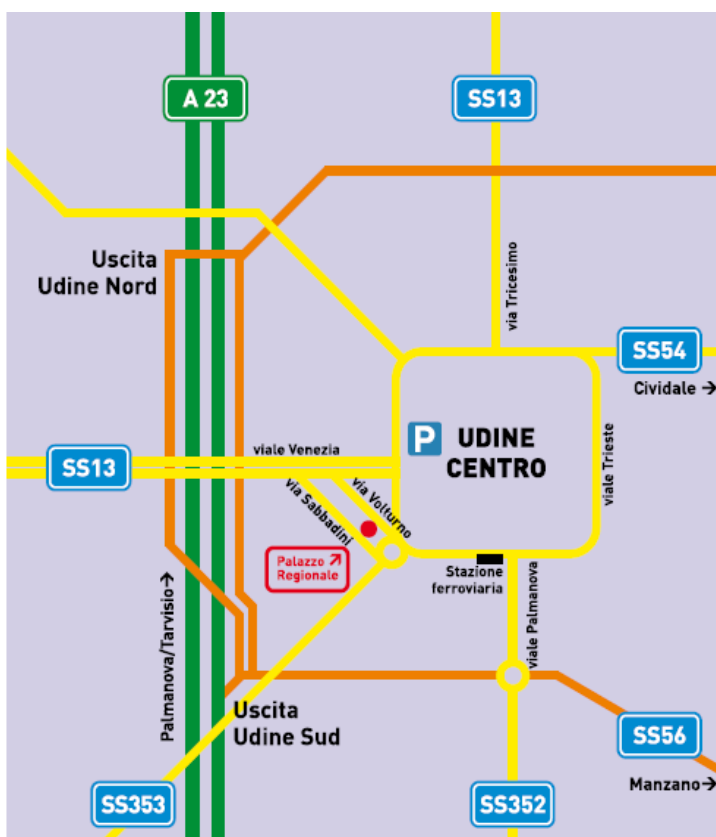 A 23
SS13
Uscita
Udine Nord
via Tricesimo
SS54
Cividale →
P
UDINE
CENTRO
viale Trieste
viale Venezia
SS13
via Volturno
via Sabbadini
Palazzo ↗
Regionale
Stazione
ferroviaria
Palmanova/Tarvisio→
viale Palmanova
Uscita
Udine Sud
SS56
Manzano→
SS353
SS352